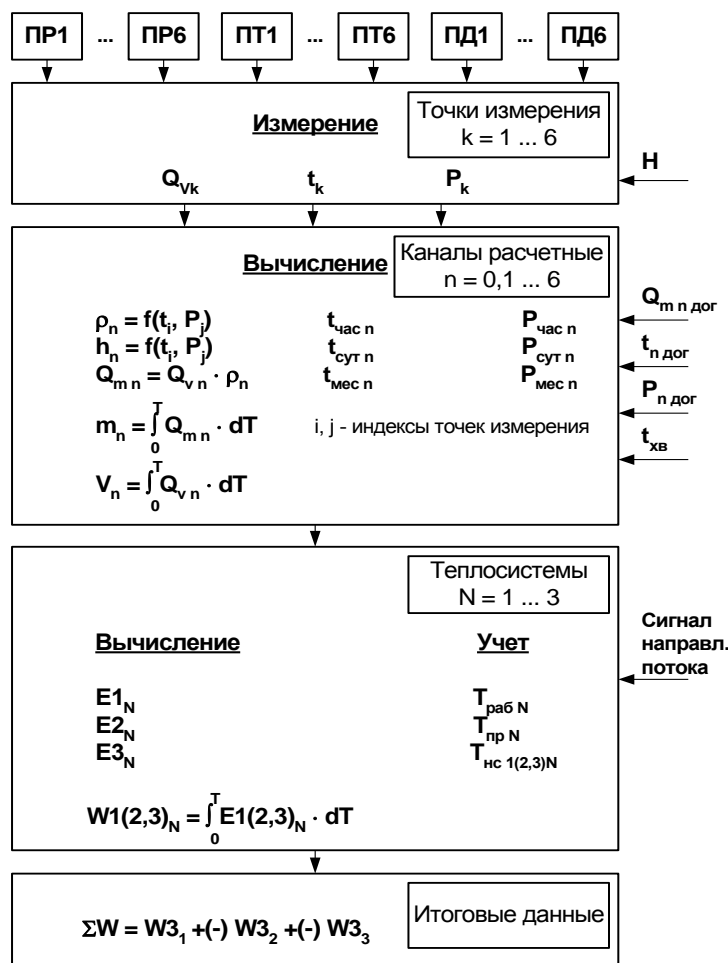 ПР1 ... ПР6 ПТ1 ... ПТ6 ПД1 ... ПД6
Измерение
Точки измерения
k = 1 ... 6
Q_Vk t_k P_k
H
Вычисление
Каналы расчетные
n = 0,1 ... 6
ρ_n = f(t_i, P_j) t_час n P_час n
h_n = f(t_i, P_j) t_сут n P_сут n
Q_m n = Q_v n · ρ_n t_мес n P_мес n
m_n = ∫_0^T Q_m n · dT i, j - индексы точек измерения
V_n = ∫_0^T Q_v n · dT
Q_m n дог
t_n дог
P_n дог
t_хв
Теплосистемы
N = 1 ... 3
Вычисление Учет
E1_N T_раб N
E2_N T_пр N
E3_N T_нс 1(2,3)N
W1(2,3)_N = ∫_0^T E1(2,3)_N · dT
Сигнал
направл.
потока
Итоговые данные
ΣW = W3_1 +(-) W3_2 +(-) W3_3